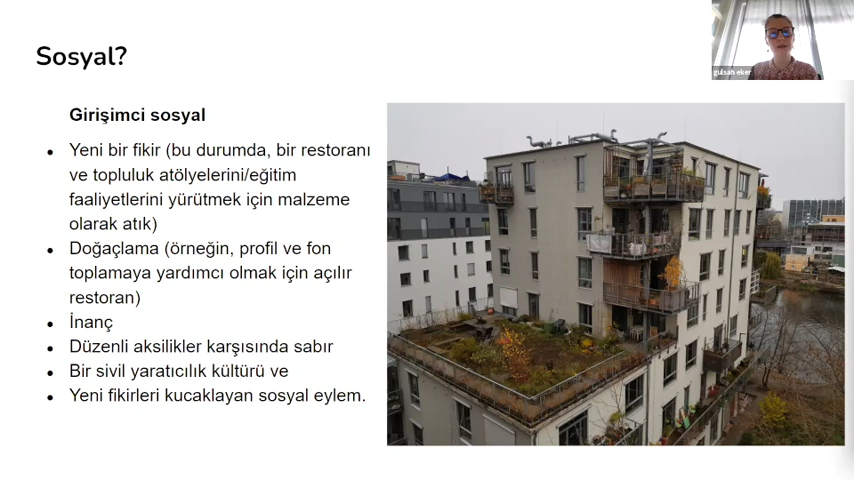 Sosyal?
gulsah eker
Girişimci sosyal
Yeni bir fikir (bu durumda, bir restoranı
ve topluluk atölyelerini/eğitim
faaliyetlerini yürütmek için malzeme
olarak atık)
Doğaçlama (örneğin, profil ve fon
toplamaya yardımcı olmak için açılır
restoran)
İnanç
Düzenli aksilikler karşısında sabır
Bir sivil yaratıcılık kültürü ve
Yeni fikirleri kucaklayan sosyal eylem.